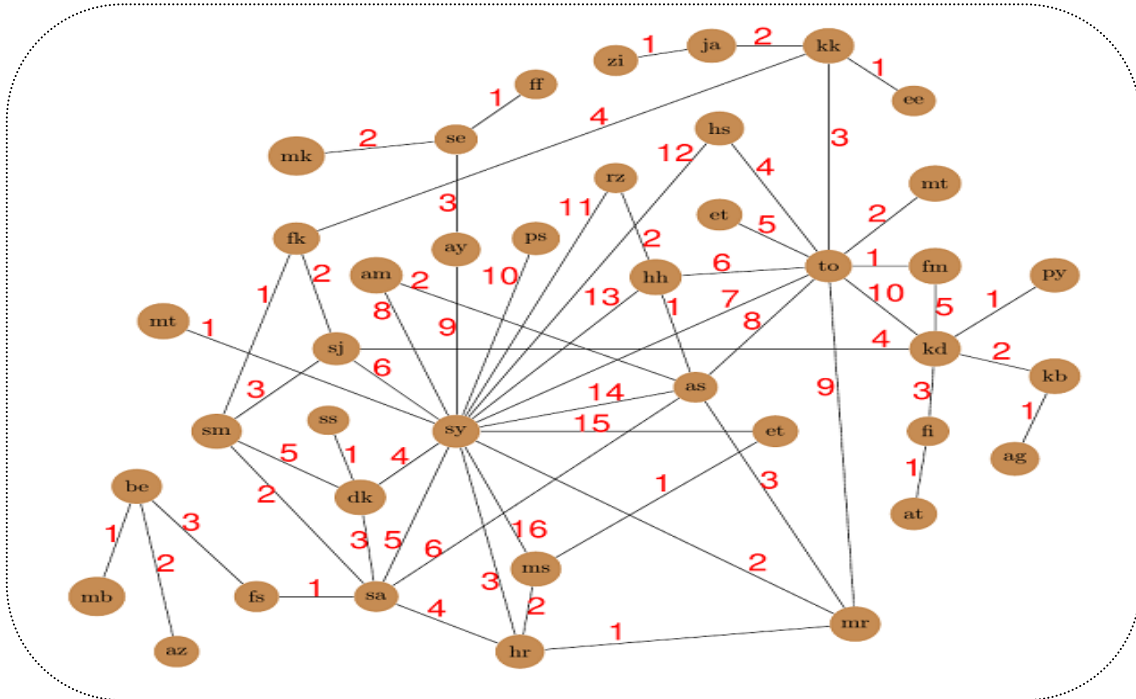 zi 1 ja 2 kk
1
ee
ff
1
se
2
mk
4
3
hs
12
4
rz
mt
2
3
11
et
5
fk
ay
ps
2
to
1
fm
am
2
2
10
hh
6
py
1
8
13
1
7
10
5
1
mt
1
9
8
sj
4
kd
6
2
3
as
kb
14
3
9
ss
sm
sy
15
et
fi
1
5
1
4
ag
3
1
be
2
dk
1
at
3
1
3
5
16
6
2
ms
3
2
mb
fs
1
sa
4
2
mr
1
az
hr